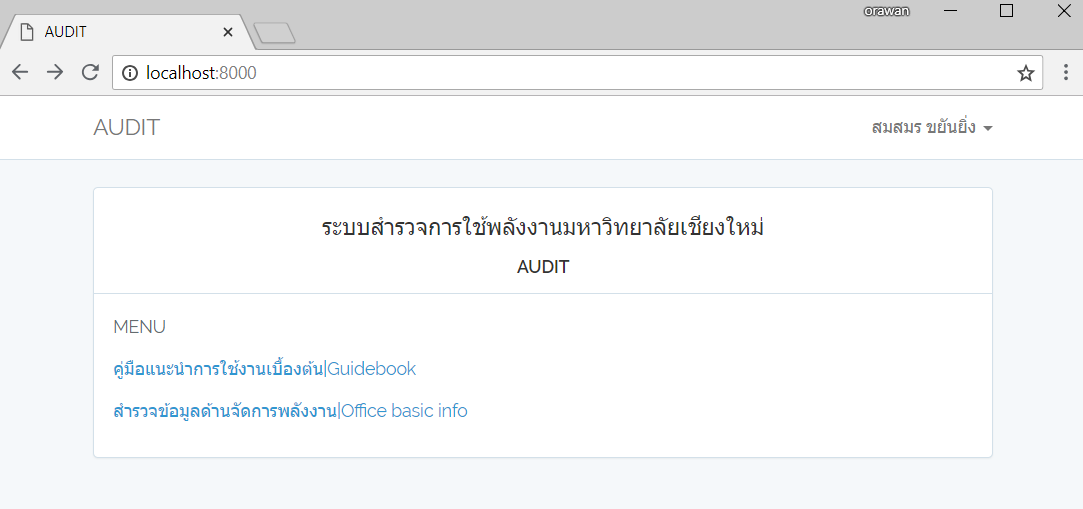 orawan
AUDIT
localhost:8000
AUDIT
สมสมร ขยันยิ่ง
ระบบสำรวจการใช้พลังงานมหาวิทยาลัยเชียงใหม่
AUDIT
MENU
คู่มือแนะนำการใช้งานเบื้องต้น|Guidebook
สำรวจข้อมูลด้านจัดการพลังงาน|Office basic info